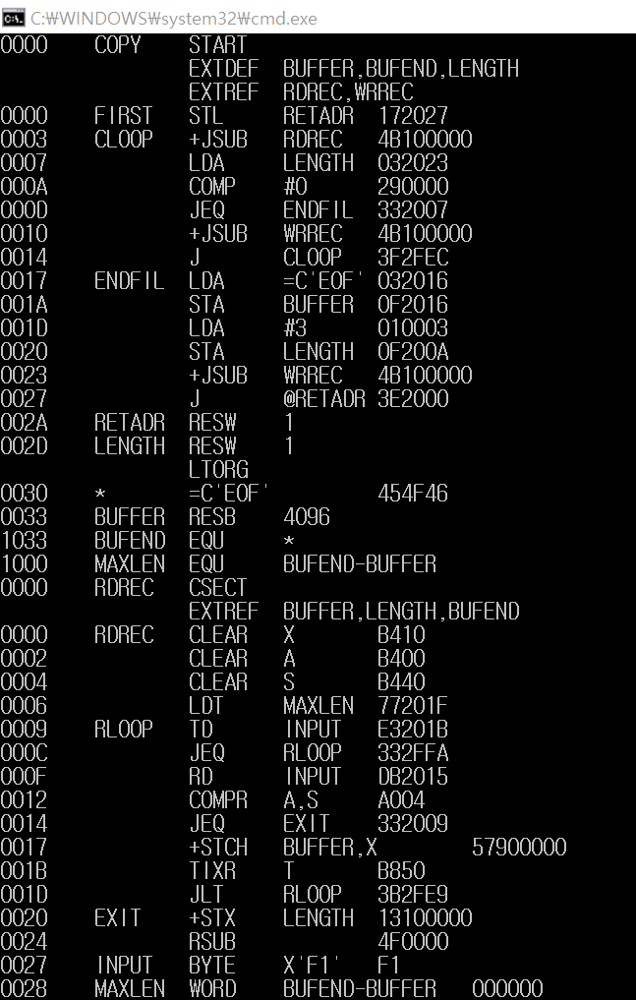 C:₩WINDOWS₩system32₩cmd.exe
0000 COPY START
EXTDEF BUFFER,BUFEND,LENGTH
EXTREF RDREC,WRREC
0000 FIRST STL RETADR 172027
0003 CLOOP +JSUB RDREC 4B100000
0007 LDA LENGTH 032023
000A COMP #0 290000
000D JEQ ENDFIL 332007
0010 +JSUB WRREC 4B100000
0014 J CLOOP 3F2FEC
0017 ENDFIL LDA =C'EOF' 032016
001A STA BUFFER 0F2016
001D LDA #3 010003
0020 STA LENGTH 0F200A
0023 +JSUB WRREC 4B100000
0027 J @RETADR 3E2000
002A RETADR RESW 1
002D LENGTH RESW 1
LTORG
0030 * =C'EOF' 454F46
0033 BUFFER RESB 4096
1033 BUFEND EQU *
1000 MAXLEN EQU BUFEND-BUFFER
0000 RDREC CSECT
EXTREF BUFFER,LENGTH,BUFEND
0000 RDREC CLEAR X B410
0002 CLEAR A B400
0004 CLEAR S B440
0006 LDT MAXLEN 77201F
0009 RLOOP TD INPUT E3201B
000C JEQ RLOOP 332FFA
000F RD INPUT DB2015
0012 COMPR A,S A004
0014 JEQ EXIT 332009
0017 +STCH BUFFER,X 57900000
001B TIXR T B850
001D JLT RLOOP 3B2FE9
0020 EXIT +STX LENGTH 13100000
0024 RSUB 4F0000
0027 INPUT BYTE X'F1' F1
0028 MAXLEN WORD BUFEND-BUFFER 000000